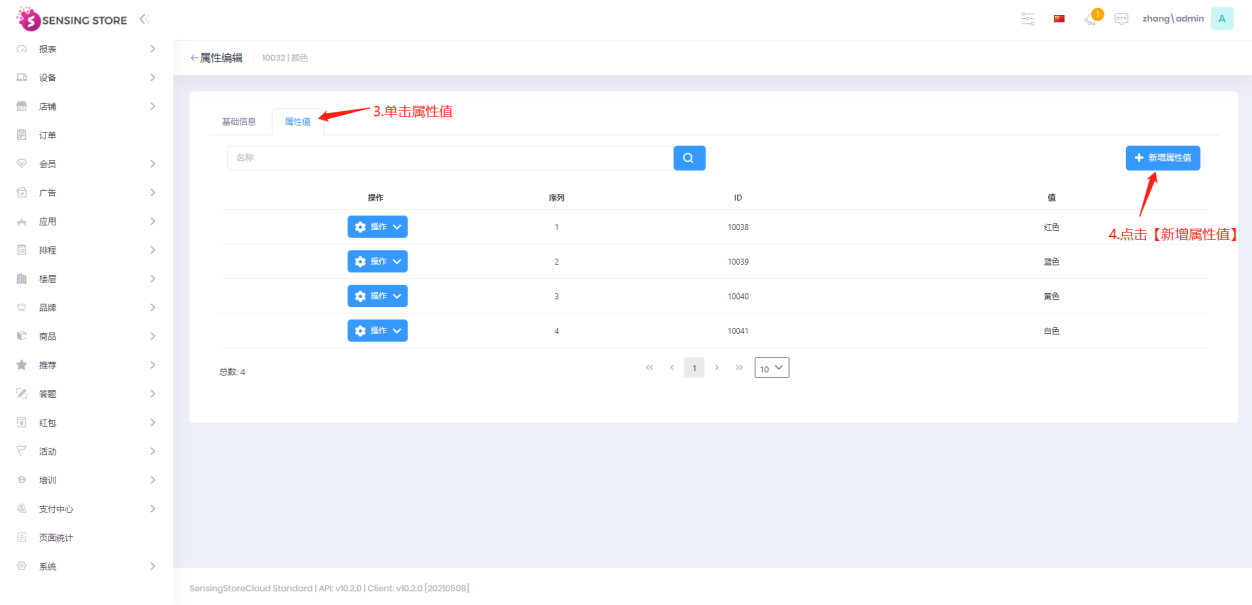 SENSING STORE
1
zhang\admin
A
报表
设备
店铺
订单
会员
广告
应用
排程
楼层
品牌
商品
推荐
答题
红包
活动
培训
支付中心
页面统计
系统
属性编辑 10032 | 颜色
基础信息 属性值 3.单击属性值
名称
新增属性值
操作 序列 ID 值
操作 1 10038 红色
4.点击【新增属性值】
操作 2 10039 蓝色
操作 3 10040 黄色
操作 4 10041 白色
总数: 4
1
10
SensingStoreCloud Standard | API: v10.2.0 | Client: v10.2.0 [20210508]